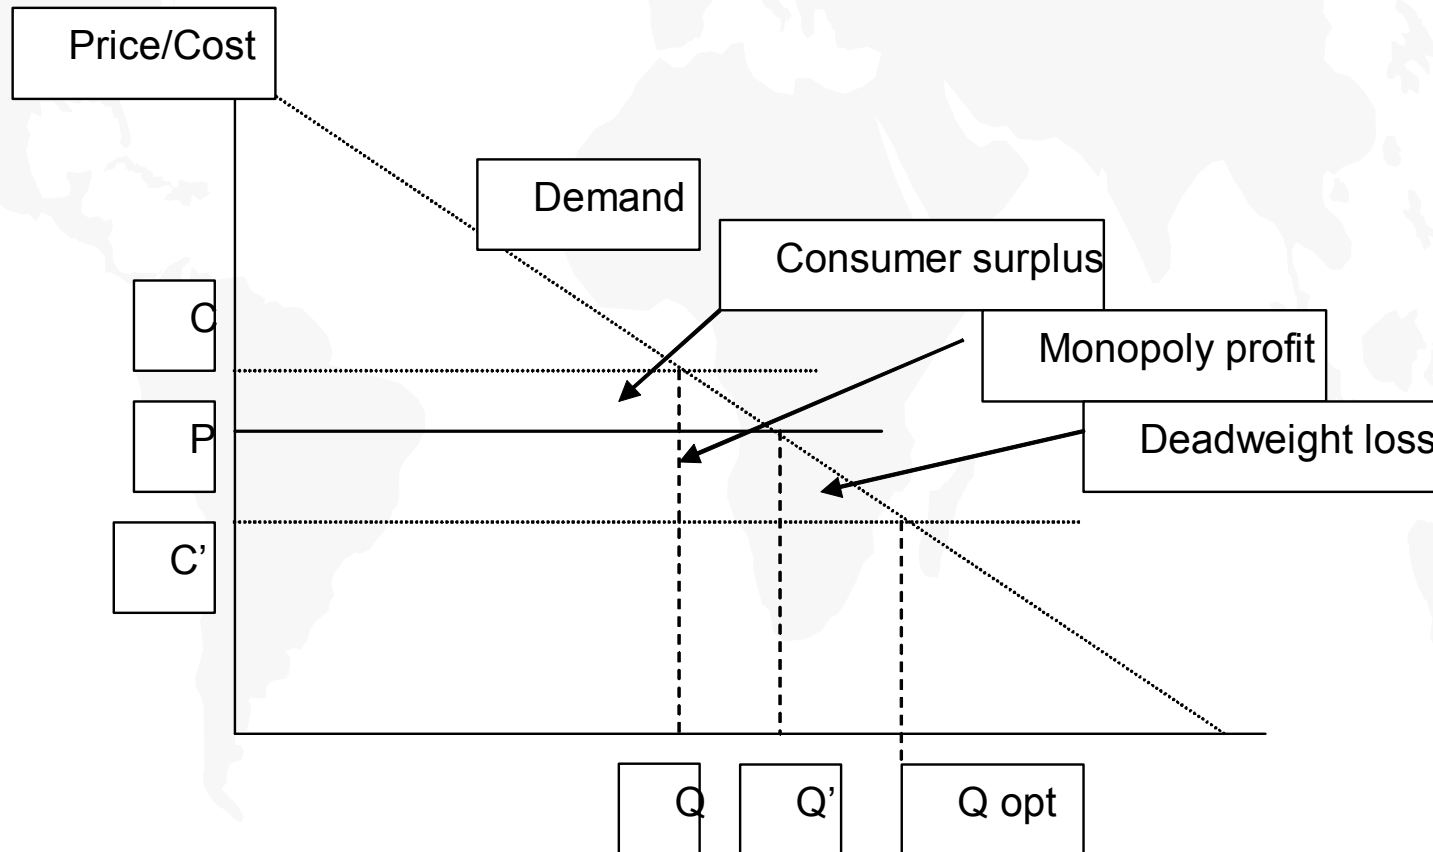 Price/Cost
Demand
Consumer surplus
C
Monopoly profit
P
Deadweight loss
C’
Q
Q’
Q opt